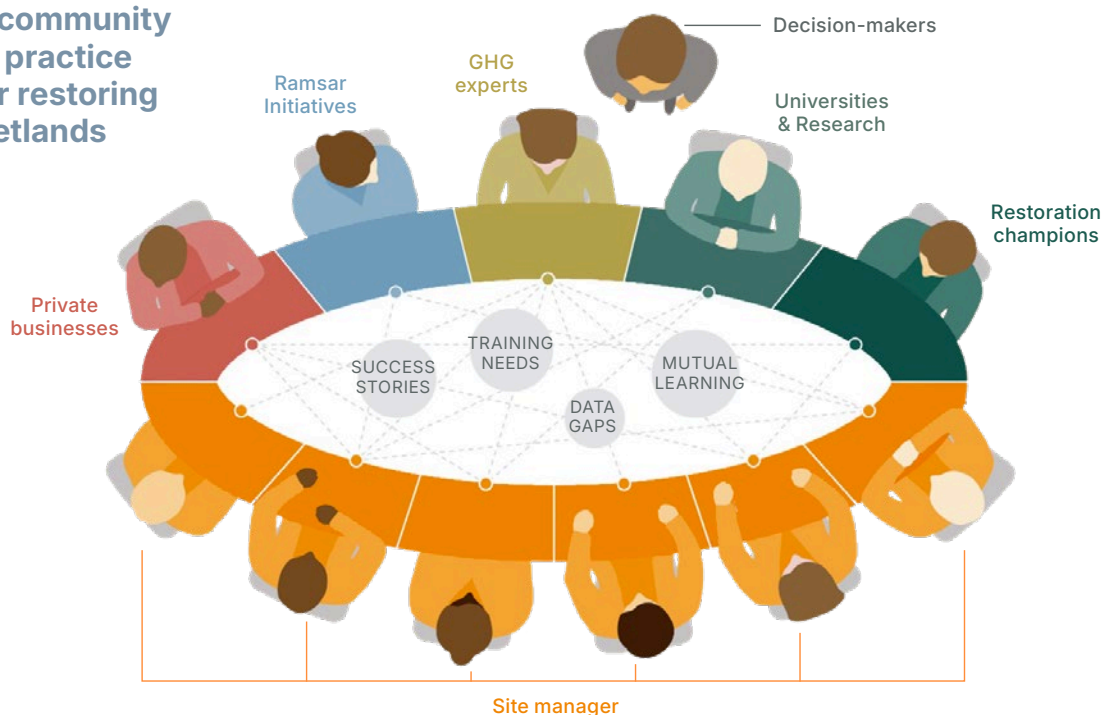 community
practice
restoring
Decision-makers
GHG
experts
Ramsar
Initiatives
Universities
& Research
Restoration
champions
Private
businesses
TRAINING
NEEDS
SUCCESS
STORIES
MUTUAL
LEARNING
DATA
GAPS
Site manager